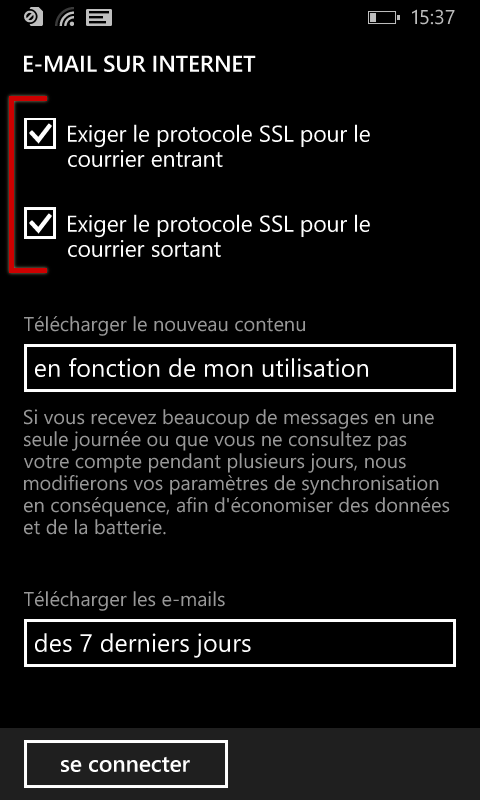 15:37
E-MAIL SUR INTERNET
Exiger le protocole SSL pour le
courrier entrant
Exiger le protocole SSL pour le
courrier sortant
Télécharger le nouveau contenu
en fonction de mon utilisation
Si vous recevez beaucoup de messages en une
seule journée ou que vous ne consultez pas
votre compte pendant plusieurs jours, nous
modifierons vos paramètres de synchronisation
en conséquence, afin d'économiser des données
et de la batterie.
Télécharger les e-mails
des 7 derniers jours
se connecter